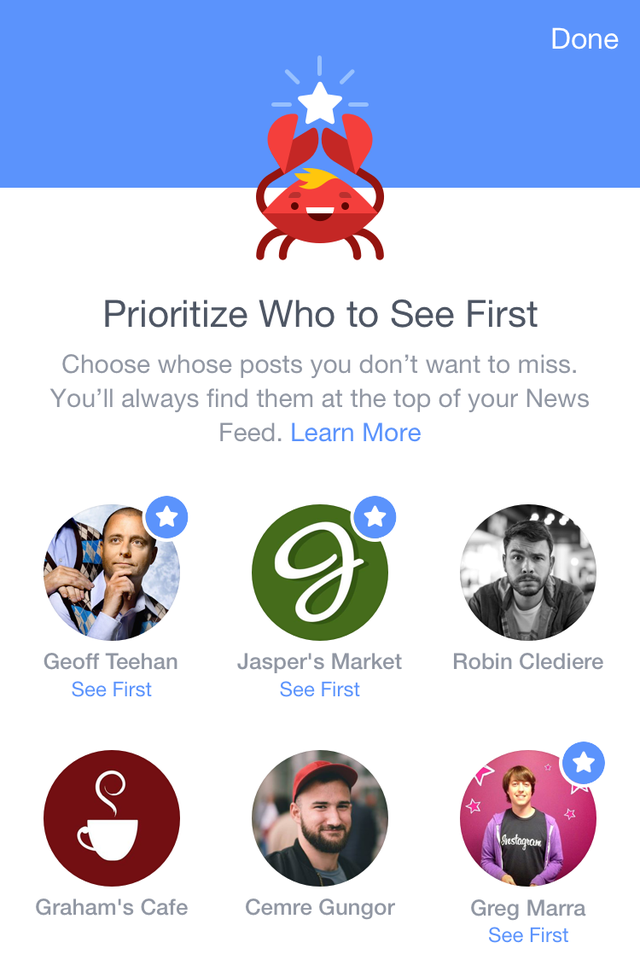 Done
Prioritize Who to See First
Choose whose posts you don’t want to miss.
You’ll always find them at the top of your News
Feed. Learn More
Geoff Teehan
See First
Jasper's Market
See First
Robin Clediere
Instagram
Graham's Cafe
Cemre Gungor
Greg Marra
See First